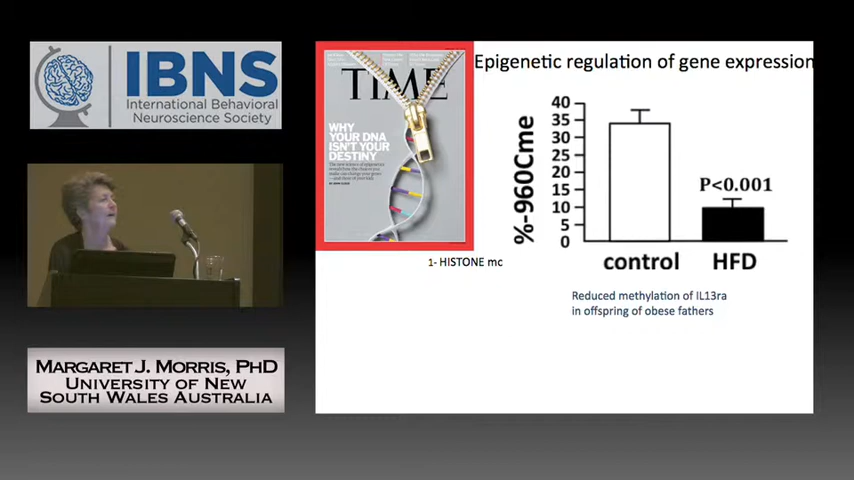 IBNS
International Behavioral
Neuroscience Society
MARGARET J. MORRIS, PHD
UNIVERSITY OF NEW
SOUTH WALES AUSTRALIA
TIME
WHY
YOUR DNA
ISN'T YOUR
DESTINY
Epigenetic regulation of gene expression
40
35
30
25
20
15
10
5
0
%-960Cme
P<0.001
control
HFD
1- HISTONE mc
Reduced methylation of IL13ra
in offspring of obese fathers